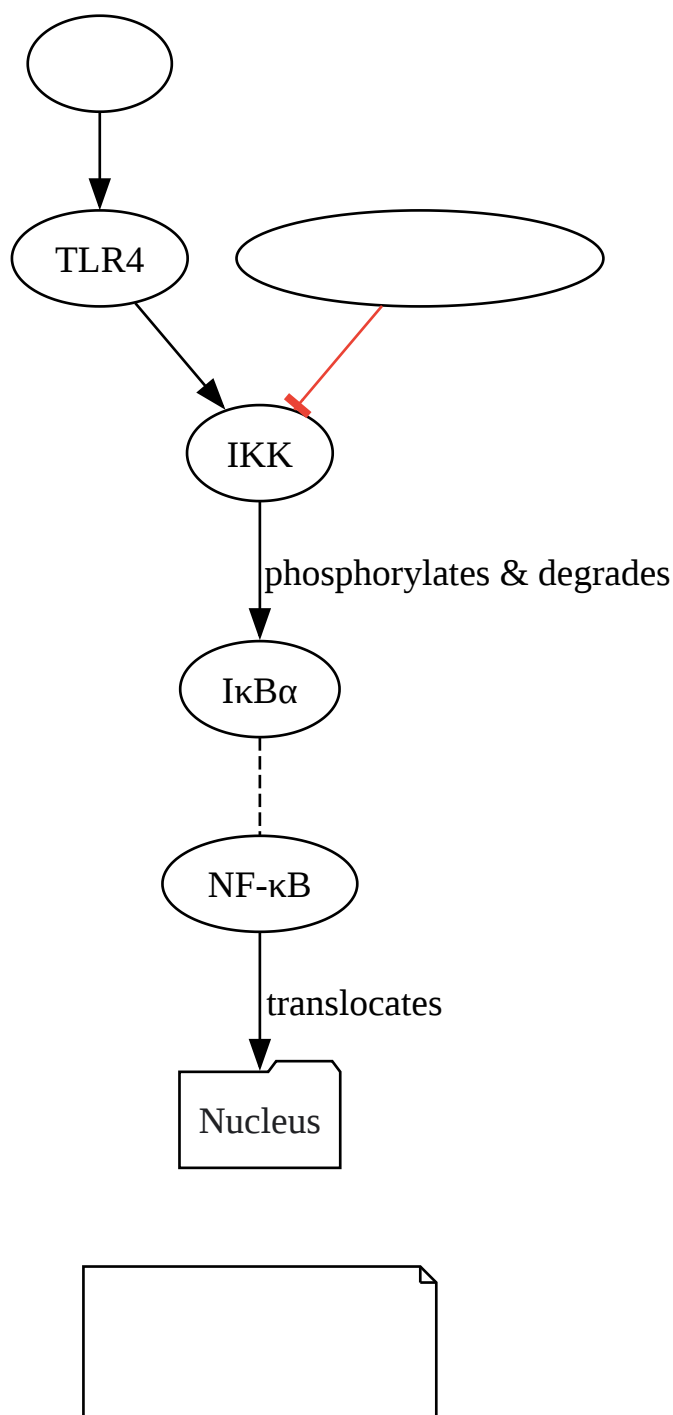 TLR4
IKK
phosphorylates & degrades
IκBα
NF-κB
translocates
Nucleus